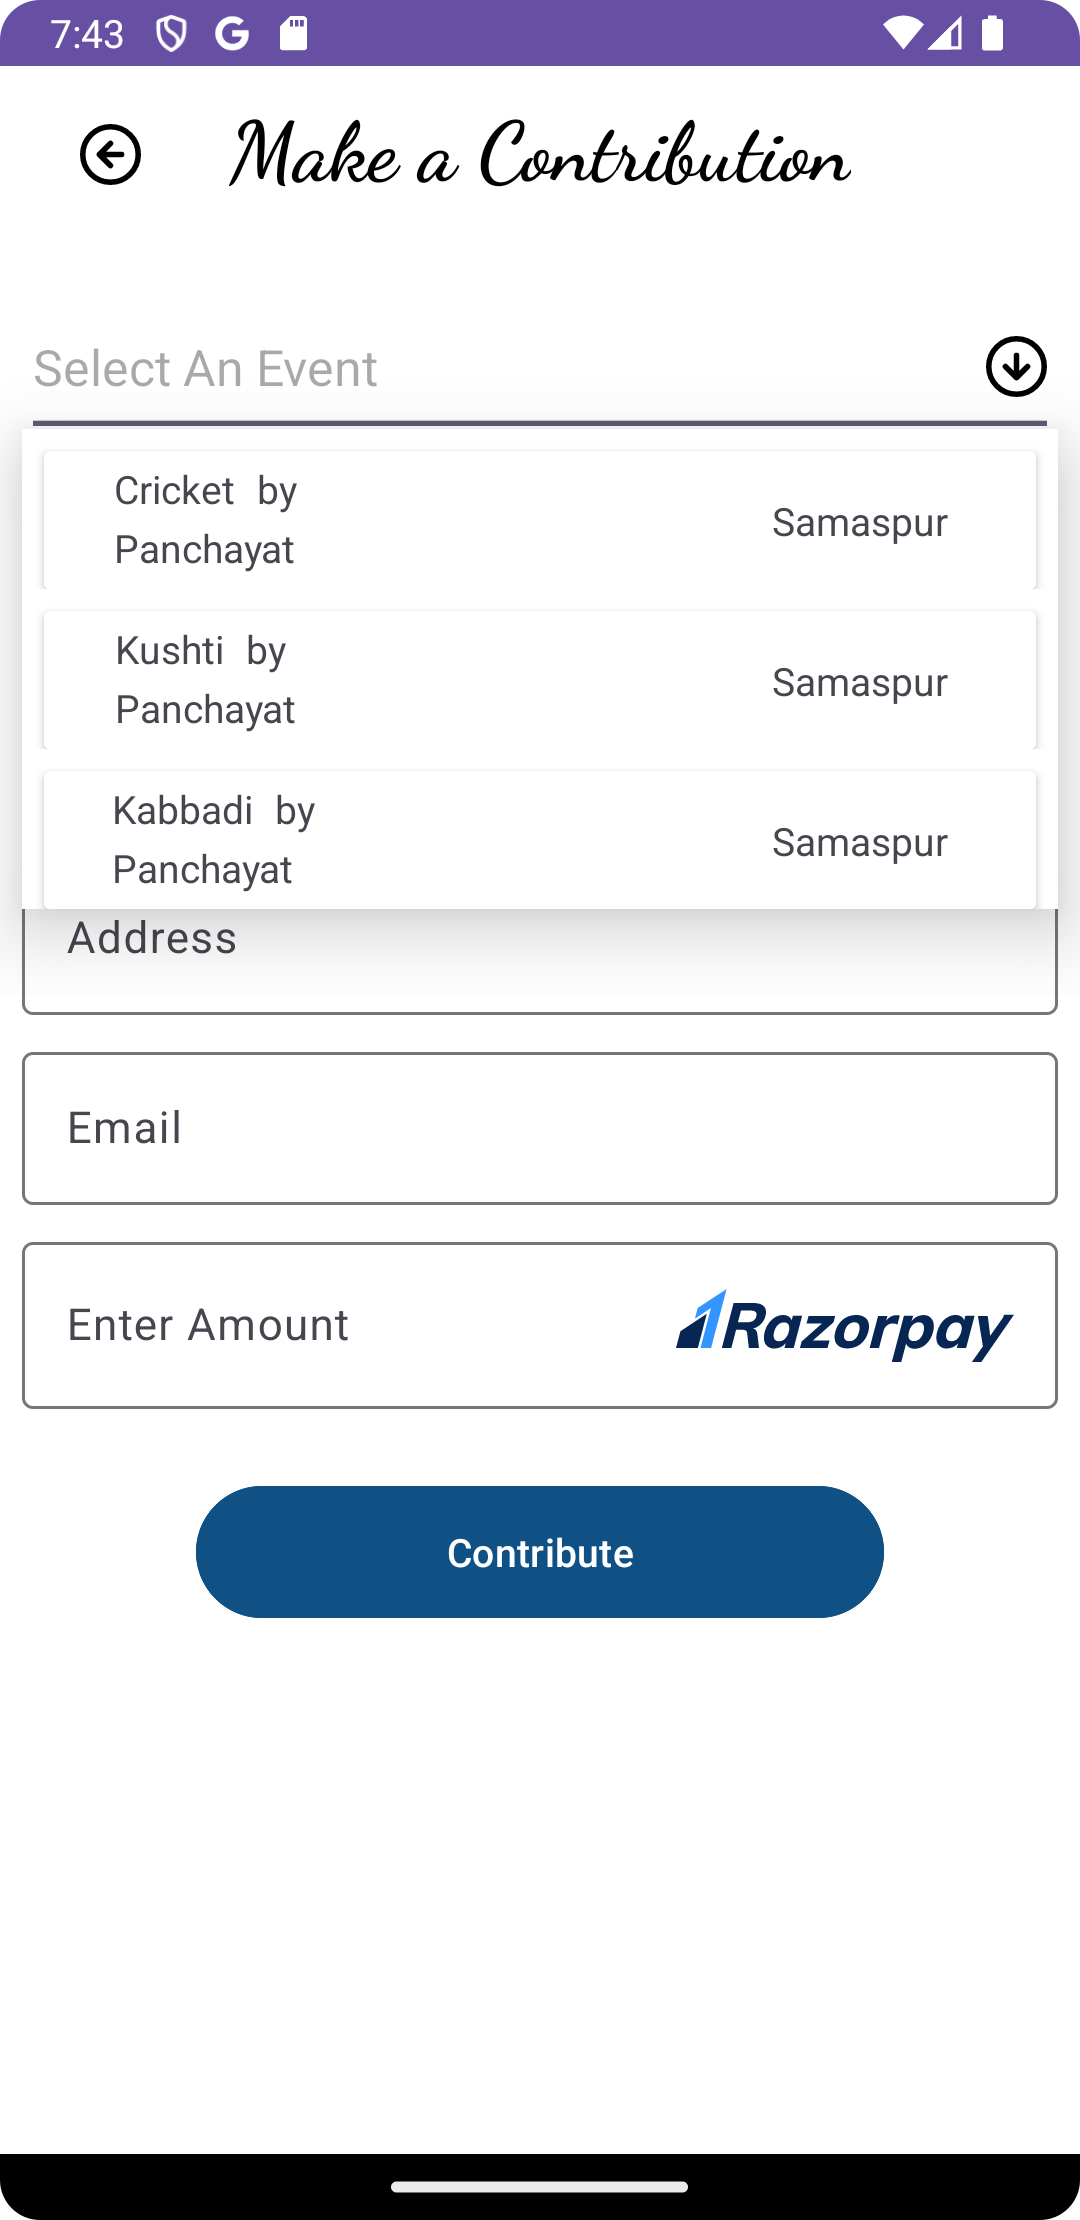 7:43
Make a Contribution
Select An Event
Cricket by
Panchayat
Samaspur
Kushti by
Panchayat
Samaspur
Kabbadi by
Panchayat
Samaspur
Address
Email
Enter Amount
Razorpay
Contribute